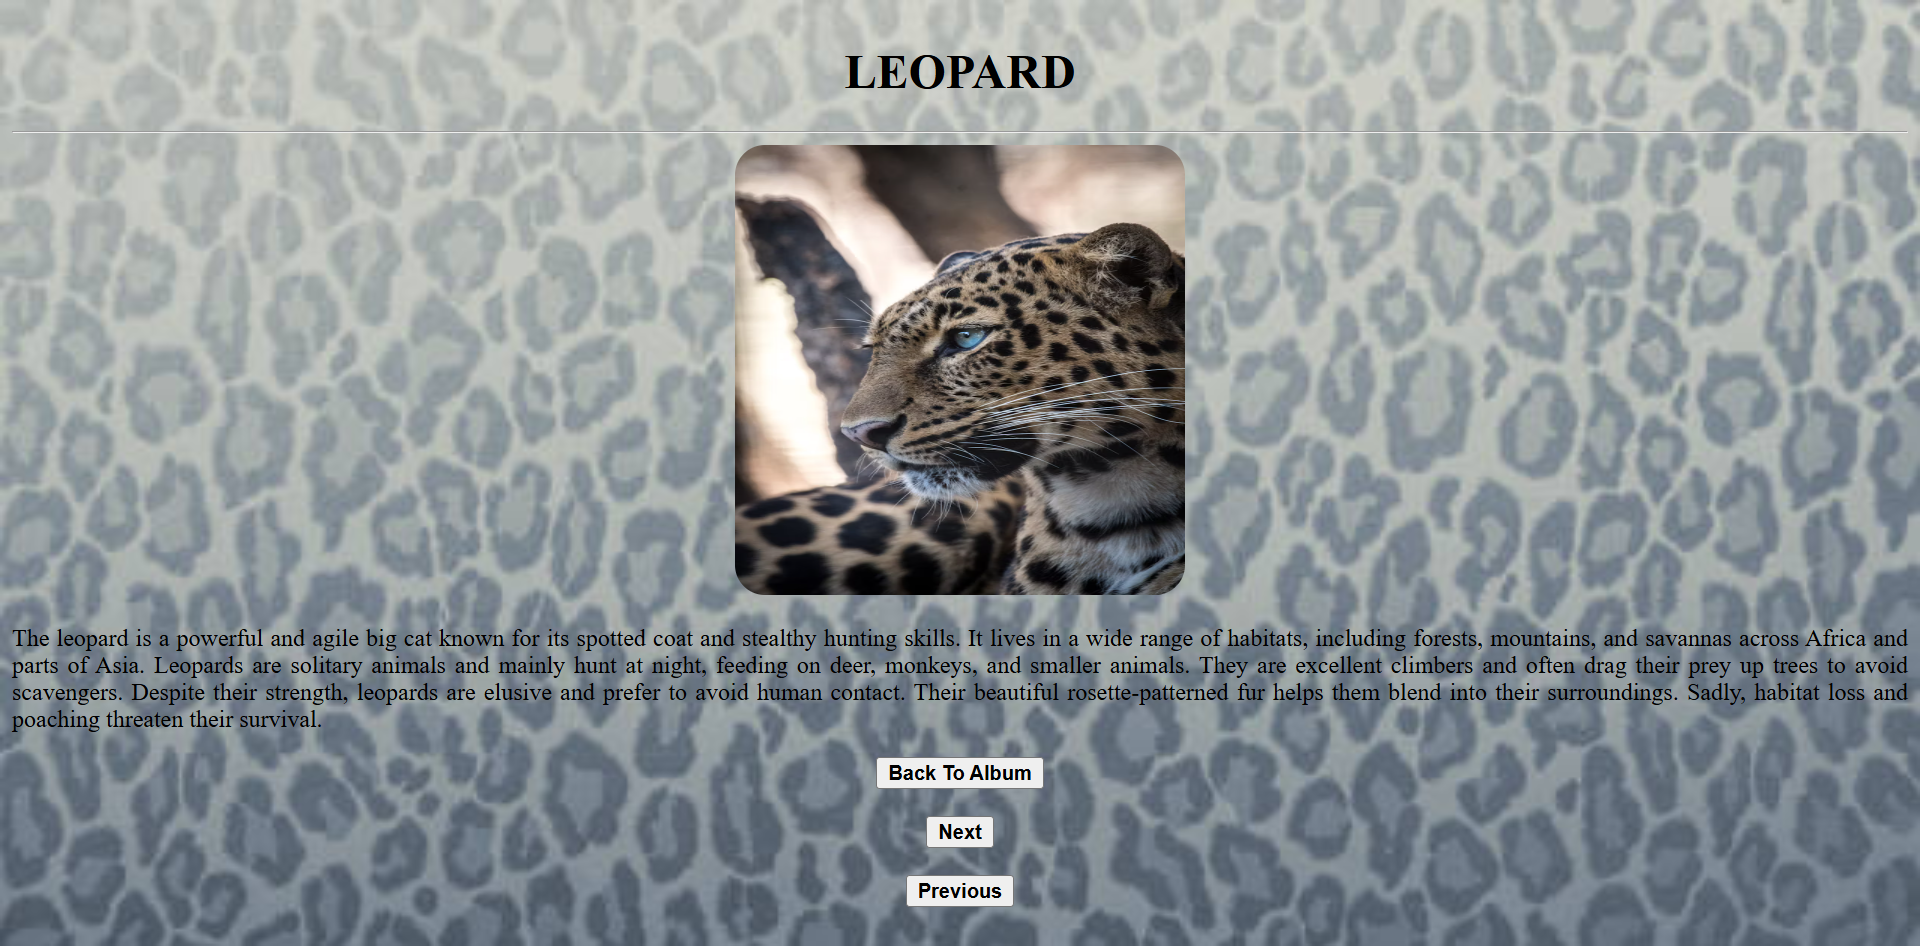 LEOPARD
The leopard is a powerful and agile big cat known for its spotted coat and stealthy hunting skills. It lives in a wide range of habitats, including forests, mountains, and savannas across Africa and
parts of Asia. Leopards are solitary animals and mainly hunt at night, feeding on deer, monkeys, and smaller animals. They are excellent climbers and often drag their prey up trees to avoid
scavengers. Despite their strength, leopards are elusive and prefer to avoid human contact. Their beautiful rosette-patterned fur helps them blend into their surroundings. Sadly, habitat loss and
poaching threaten their survival.
Back To Album
Next
Previous